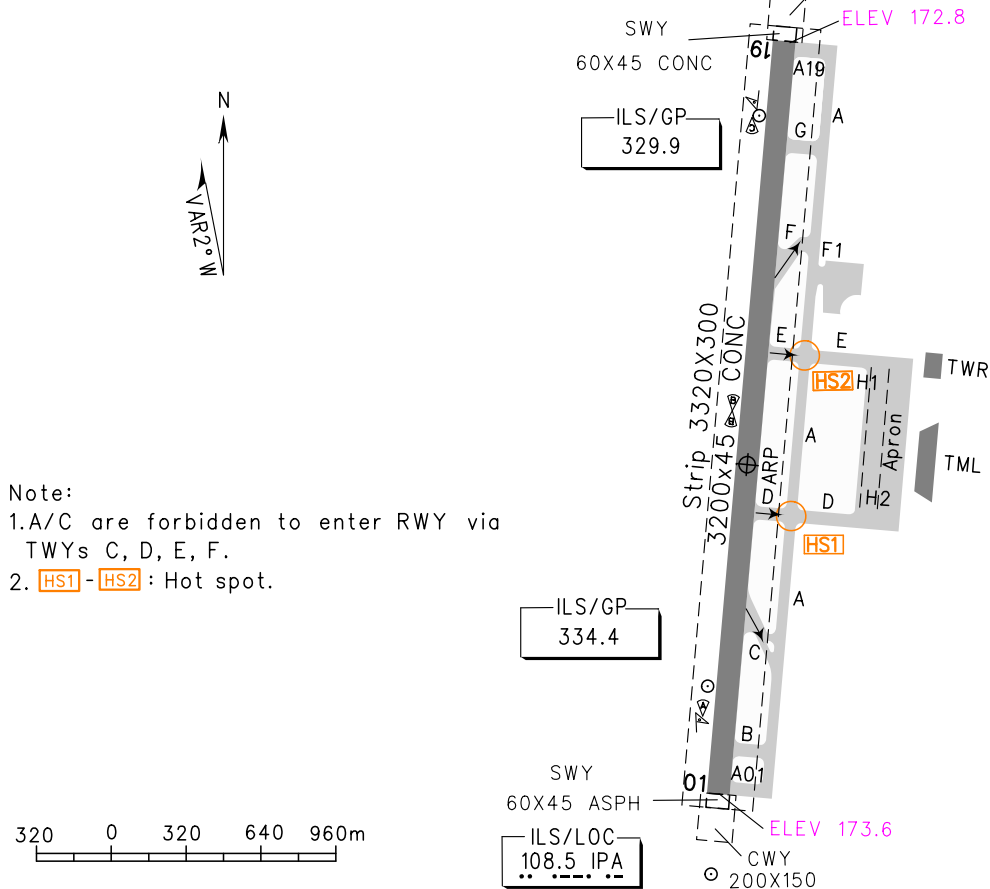 ELEV 172.8
SWY
60X45 CONC
19
A19
A
G
N
VAR2°W
ILS/GP
329.9
F
F1
E
E
HS2
H1
TWR
Strip 3320X300
3200x45 CONC
B
B
A
Apron
TML
ARP
D
D
H2
HS1
Note:
1.A/C are forbidden to enter RWY via
TWYs C, D, E, F.
2. HS1 - HS2 : Hot spot.
A
ILS/GP
334.4
C
A
B
01
A01
SWY
60X45 ASPH
ELEV 173.6
320 0 320 640 960m
ILS/LOC
108.5 IPA
CWY
200X150